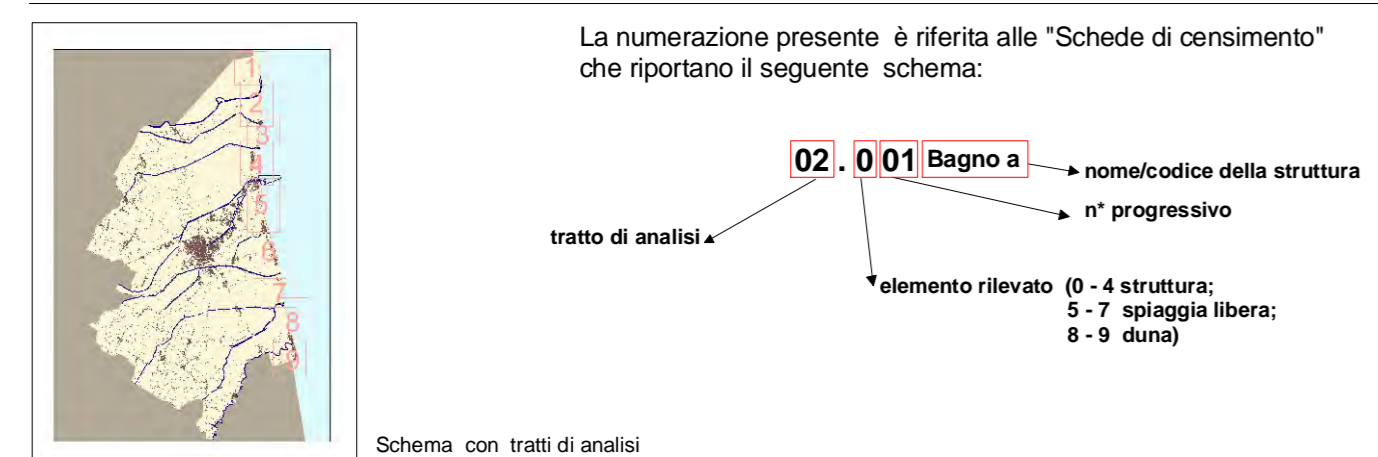 La numerazione presente è riferita alle "Schede di censimento"
che riportano il seguente schema:
02 . 0 01 Bagno a
nome/codice della struttura
n* progressivo
tratto di analisi
elemento rilevato (0 - 4 struttura;
5 - 7 spiaggia libera;
8 - 9 duna)
1
2
3
4
5
6
7
8
9
Schema con tratti di analisi